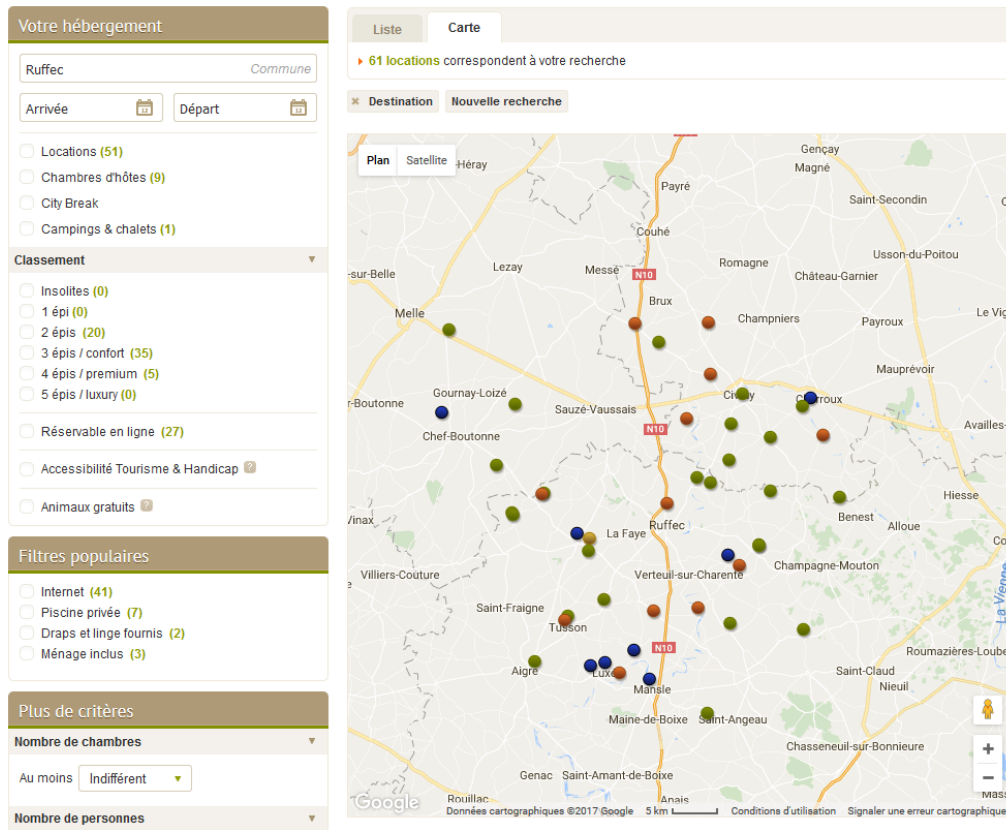 Votre hébergement
Ruffec Commune
Arrivée Départ
Locations (51)
Chambres d'hôtes (9)
City Break
Campings & chalets (1)
Classement
Insolites (0)
1 épi (0)
2 épis (20)
3 épis / confort (35)
4 épis / premium (5)
5 épis / luxury (0)
Réservable en ligne (27)
Accessibilité Tourisme & Handicap ?
Animaux gratuits ?
Filtres populaires
Internet (41)
Piscine privée (7)
Draps et linge fournis (2)
Ménage inclus (3)
Plus de critères
Nombre de chambres
Au moins Indifférent
Nombre de personnes
Liste Carte
61 locations correspondent à votre recherche
Destination Nouvelle recherche
Plan Satellite
-Héray
Gençay
Magné
Payré
Saint-Secondin
Couhé
Usson-du-Poitou
-sur-Belle
Lezay
Messé
N10
Romagne
Château-Garnier
Brux
Melle
Champniers
Payroux
Le Vig
Mauprévoir
Gournay-Loizé
-Boutonne
Sauzé-Vaussais
Chef-Boutonne
N10
Availles-
Hiesse
Benest
Alloue
Vinax
La Faye
Ruffec
Villiers-Couture
Verteuil-sur-Charente
Champagne-Mouton
La Vienne
Saint-Fraigne
Tusson
N10
Roumazières-Loube
Aigre
Saint-Claud
Nieuil
Mansle
Maine-de-Boixe
Saint-Angeau
Chasseneuil-sur-Bonnieure
Genac
Saint-Amant-de-Boixe
Rouillac
Anais
Mass
Google
Données cartographiques ©2017 Google 5 km Conditions d'utilisation Signaler une erreur cartographique